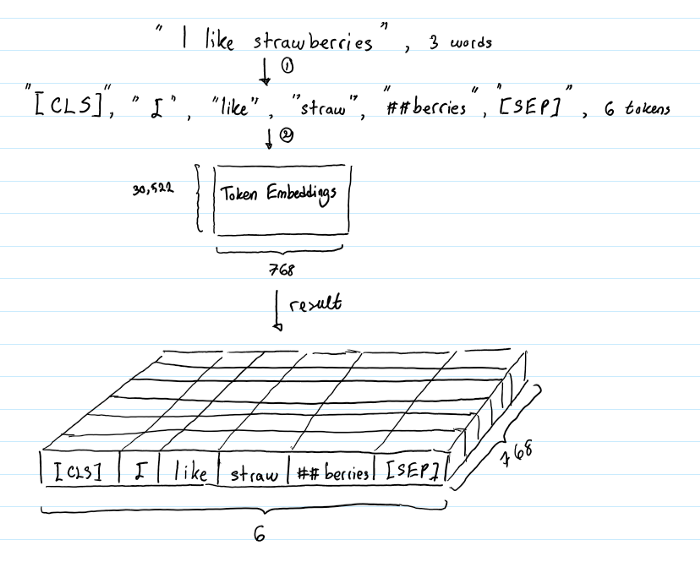 " I like strawberries" , 3 words
①
"[CLS]", "I", "like", "straw", "##berries", "[SEP]", 6 tokens
②
30,522
Token Embeddings
768
result
[CLS] I like straw ##berries [SEP]
768
6